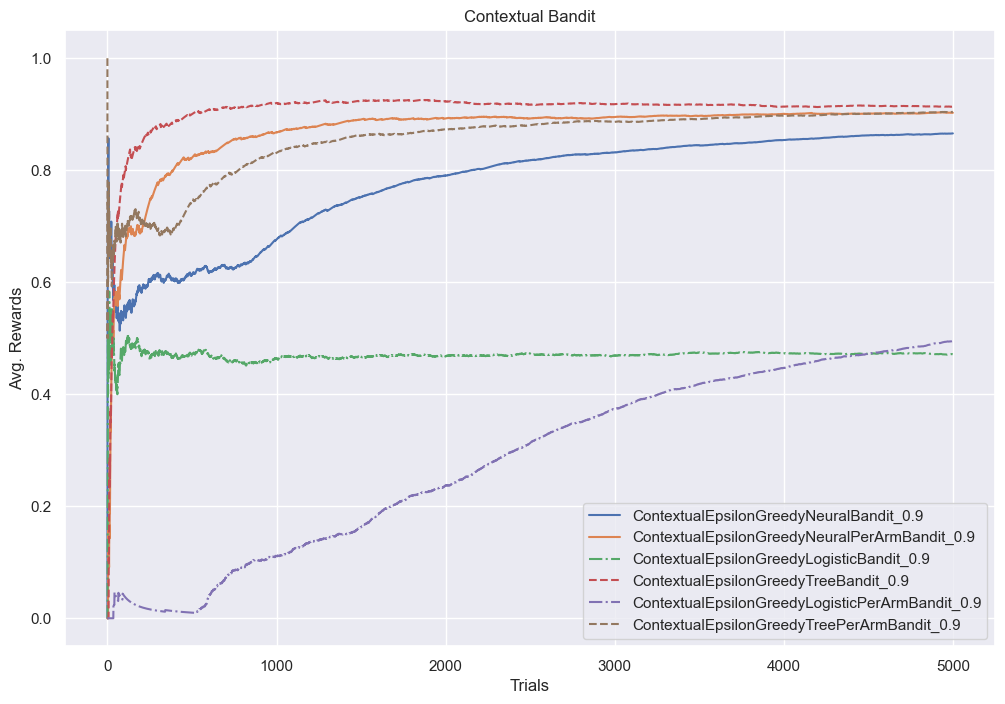 Contextual Bandit
Avg. Rewards
1.0
0.8
0.6
0.4
0.2
0.0
ContextualEpsilonGreedyNeuralBandit_0.9
ContextualEpsilonGreedyNeuralPerArmBandit_0.9
ContextualEpsilonGreedyLogisticBandit_0.9
ContextualEpsilonGreedyTreeBandit_0.9
ContextualEpsilonGreedyLogisticPerArmBandit_0.9
ContextualEpsilonGreedyTreePerArmBandit_0.9
0 1000 2000 3000 4000 5000
Trials